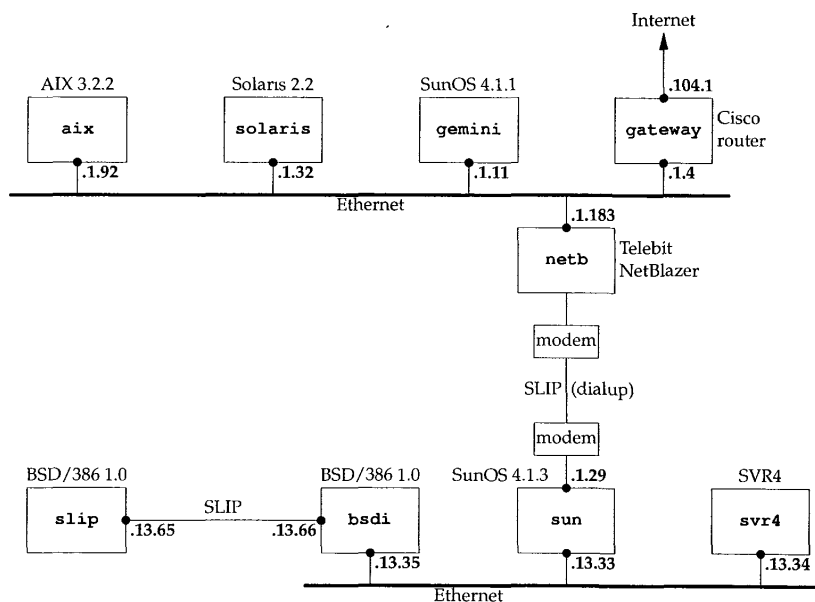 Internet
AIX 3.2.2
Solaris 2.2
SunOS 4.1.1
.104.1
aix
solaris
gemini
gateway
Cisco
router
.1.92
.1.32
.1.11
.1.4
Ethernet
.1.183
netb
Telebit
NetBlazer
modem
SLIP (dialup)
modem
BSD/386 1.0
BSD/386 1.0
SunOS 4.1.3
.1.29
SVR4
slip
SLIP
bsdi
sun
svr4
.13.65
.13.66
.13.35
.13.33
.13.34
Ethernet